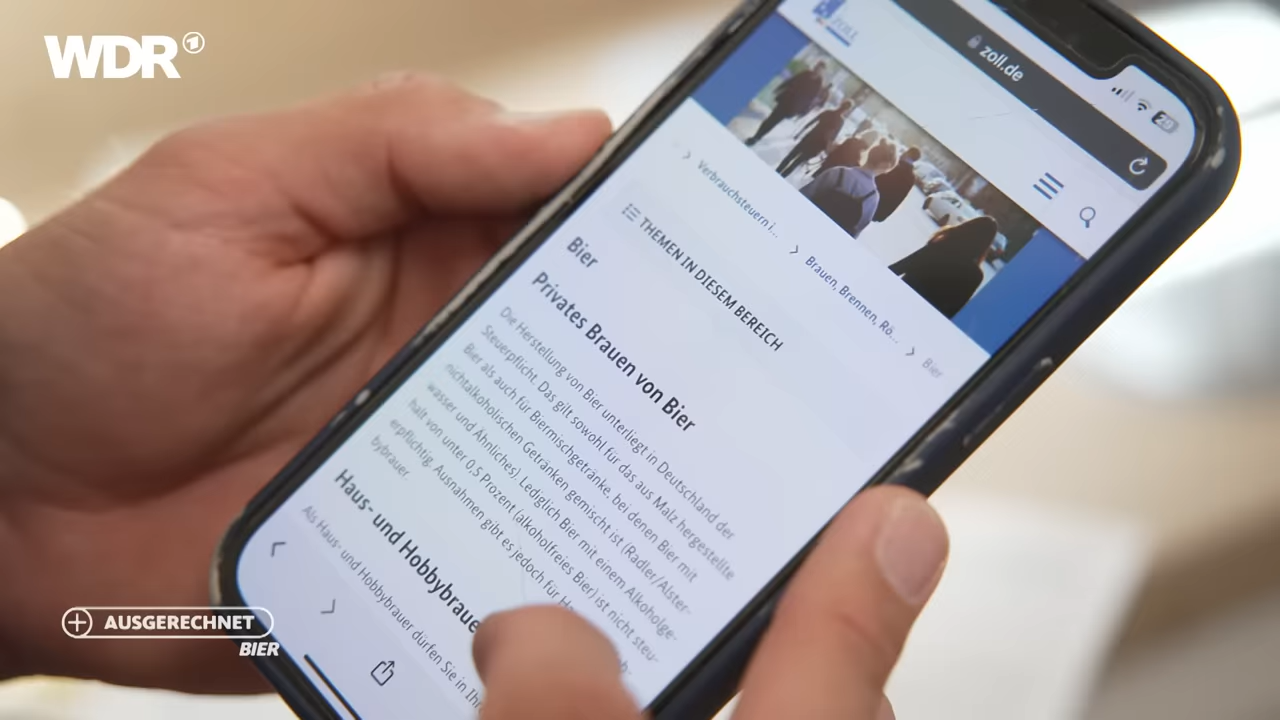 WDR
zoll.de
ZOLL
Verbrauchsteuern i...
Brauen, Brennen, Rö...
Bier
THEMEN IN DIESEM BEREICH
Bier
Privates Brauen von Bier
Die Herstellung von Bier unterliegt in Deutschland der
Steuerpflicht. Das gilt sowohl für das aus Malz hergestellte
Bier als auch für Biermischgetränke, bei denen Bier mit
nichtalkoholischen Getränken gemischt ist (Radler/Alster-
wasser und Ähnliches). Lediglich Bier mit einem Alkoholge-
halt von unter 0,5 Prozent (alkoholfreies Bier) ist nicht steu-
erpflichtig. Ausnahmen gibt es jedoch für H
bybrauer.
Haus- und Hobbybraue
Als Haus- und Hobbybrauer dürfen Sie in Ih
AUSGERECHNET
BIER